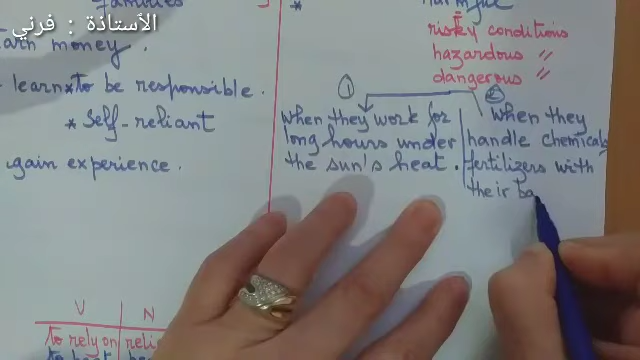 الأستاذة : فرني
families
earn money .
- learn to be responsible .
* self-reliant
gain experience .
V N
to rely on
* harmful
risky conditions
hazardous "
dangerous "
①
when they work for
long hours under
the sun's heat .
②
when they
handle chemicals
fertilizers with
their ba